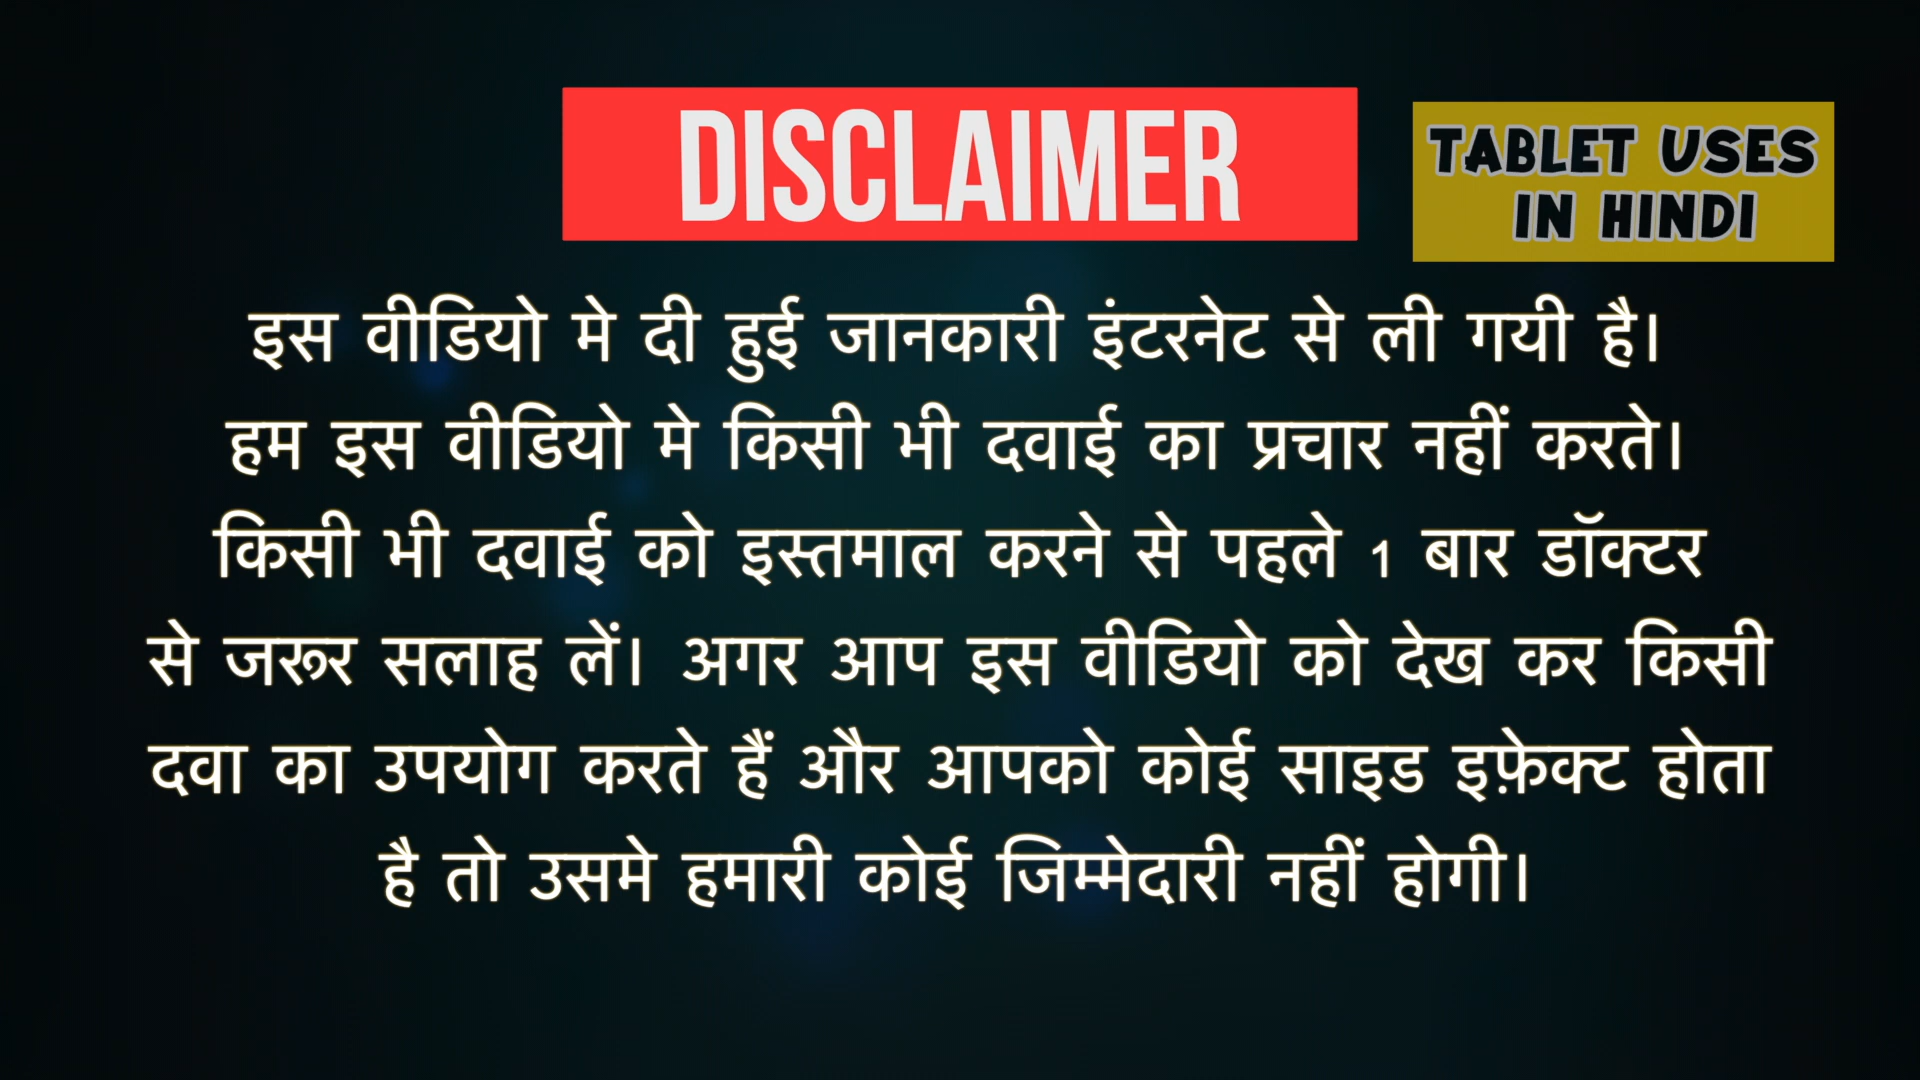 DISCLAIMER
TABLET USES
IN HINDI
इस वीडियो मे दी हुई जानकारी इंटरनेट से ली गयी है।
हम इस वीडियो मे किसी भी दवाई का प्रचार नहीं करते।
किसी भी दवाई को इस्तमाल करने से पहले 1 बार डॉक्टर
से जरूर सलाह लें। अगर आप इस वीडियो को देख कर किसी
दवा का उपयोग करते हैं और आपको कोई साइड इफ़ेक्ट होता
है तो उसमे हमारी कोई जिम्मेदारी नहीं होगी।